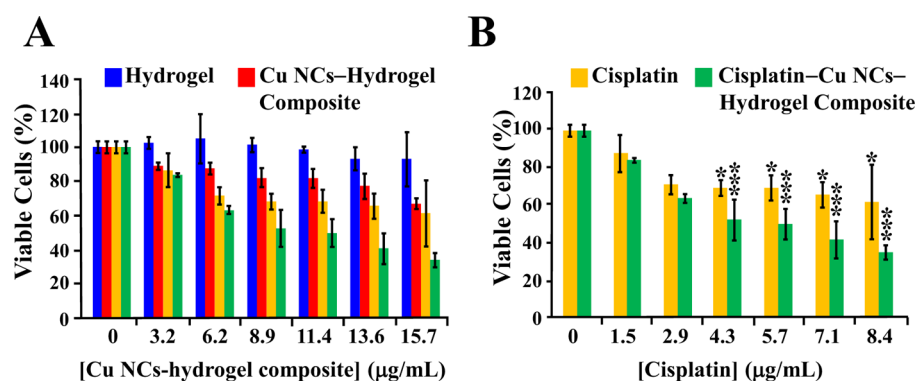 A
Hydrogel
Cu NCs–Hydrogel
Composite
Viable Cells (%)
140
120
100
80
60
40
20
0
0 3.2 6.2 8.9 11.4 13.6 15.7
[Cu NCs-hydrogel composite] (µg/mL)
B
Cisplatin
Cisplatin–Cu NCs–
Hydrogel Composite
Viable Cells (%)
120
100
80
60
40
20
0
* *** * *** * *** * ***
0 1.5 2.9 4.3 5.7 7.1 8.4
[Cisplatin] (µg/mL)